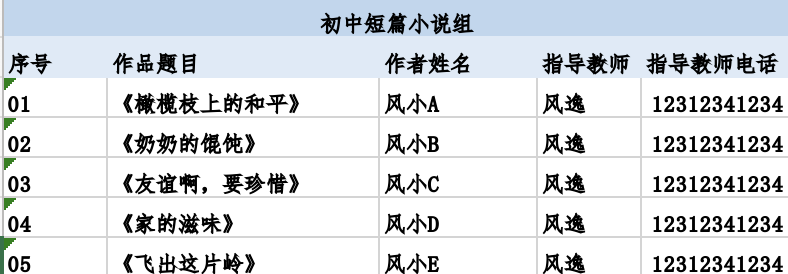 初中短篇小说组
序号 作品题目 作者姓名 指导教师 指导教师电话
01 《橄榄枝上的和平》 风小A 风逸 12312341234
02 《奶奶的馄饨》 风小B 风逸 12312341234
03 《友谊啊，要珍惜》 风小C 风逸 12312341234
04 《家的滋味》 风小D 风逸 12312341234
05 《飞出这片岭》 风小E 风逸 12312341234